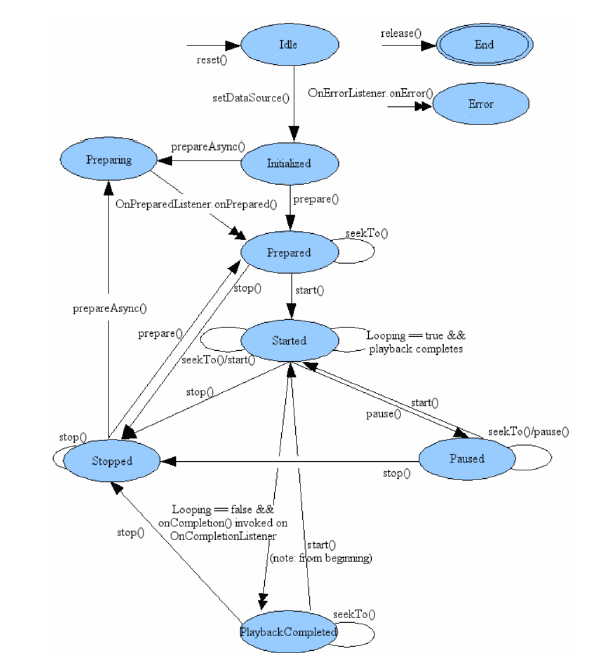 Idle
release()
End
reset()
setDataSource()
OnErrorListener.onError()
Error
prepareAsync()
Preparing
Initialized
prepare()
OnPreparedListener.onPrepared()
seekTo()
Prepared
stop()
start()
prepareAsync()
prepare()
Started
Looping == true &&
playback completes
seekTo()/start()
stop()
start()
pause()
stop()
seekTo()/pause()
Stopped
Paused
stop()
Looping == false &&
onCompletion() invoked on
OnCompletionListener
stop()
start()
(note: from beginning)
seekTo()
PlaybackCompleted